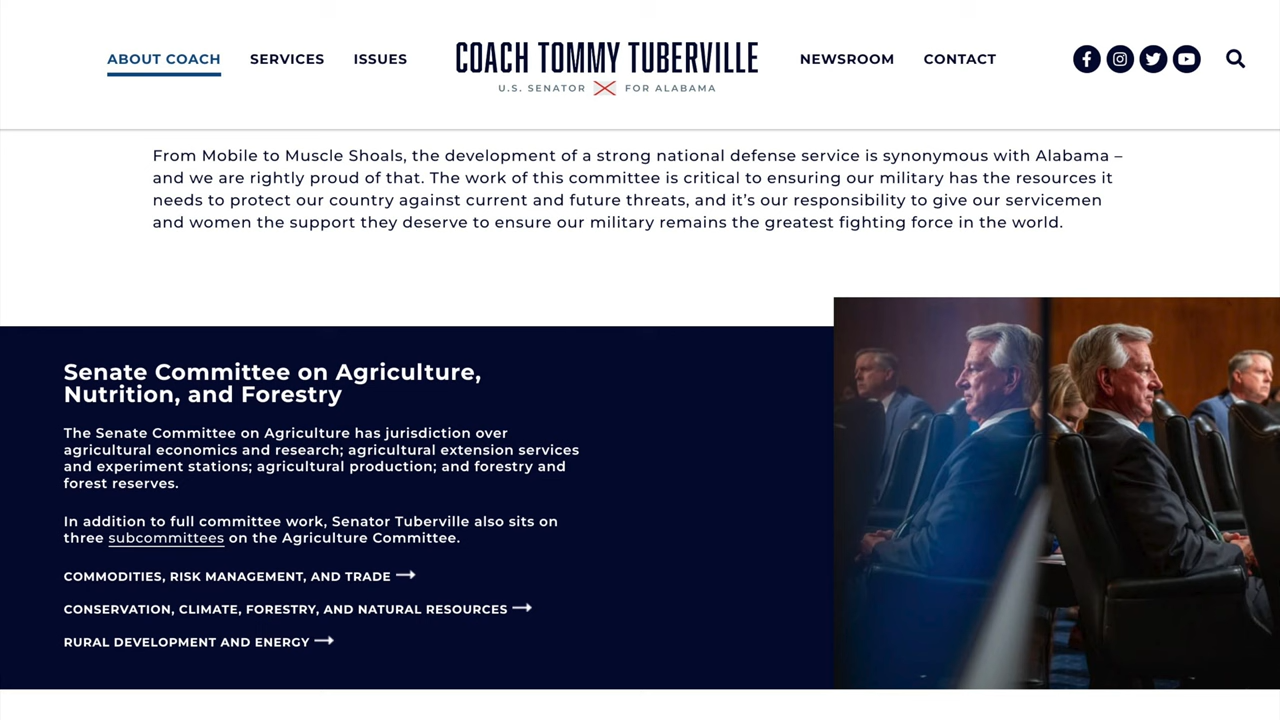 ABOUT COACH
SERVICES
ISSUES
COACH TOMMY TUBERVILLE
U.S. SENATOR FOR ALABAMA
NEWSROOM
CONTACT
From Mobile to Muscle Shoals, the development of a strong national defense service is synonymous with Alabama –
and we are rightly proud of that. The work of this committee is critical to ensuring our military has the resources it
needs to protect our country against current and future threats, and it’s our responsibility to give our servicemen
and women the support they deserve to ensure our military remains the greatest fighting force in the world.
Senate Committee on Agriculture,
Nutrition, and Forestry
The Senate Committee on Agriculture has jurisdiction over
agricultural economics and research; agricultural extension services
and experiment stations; agricultural production; and forestry and
forest reserves.
In addition to full committee work, Senator Tuberville also sits on
three subcommittees on the Agriculture Committee.
COMMODITIES, RISK MANAGEMENT, AND TRADE
CONSERVATION, CLIMATE, FORESTRY, AND NATURAL RESOURCES
RURAL DEVELOPMENT AND ENERGY